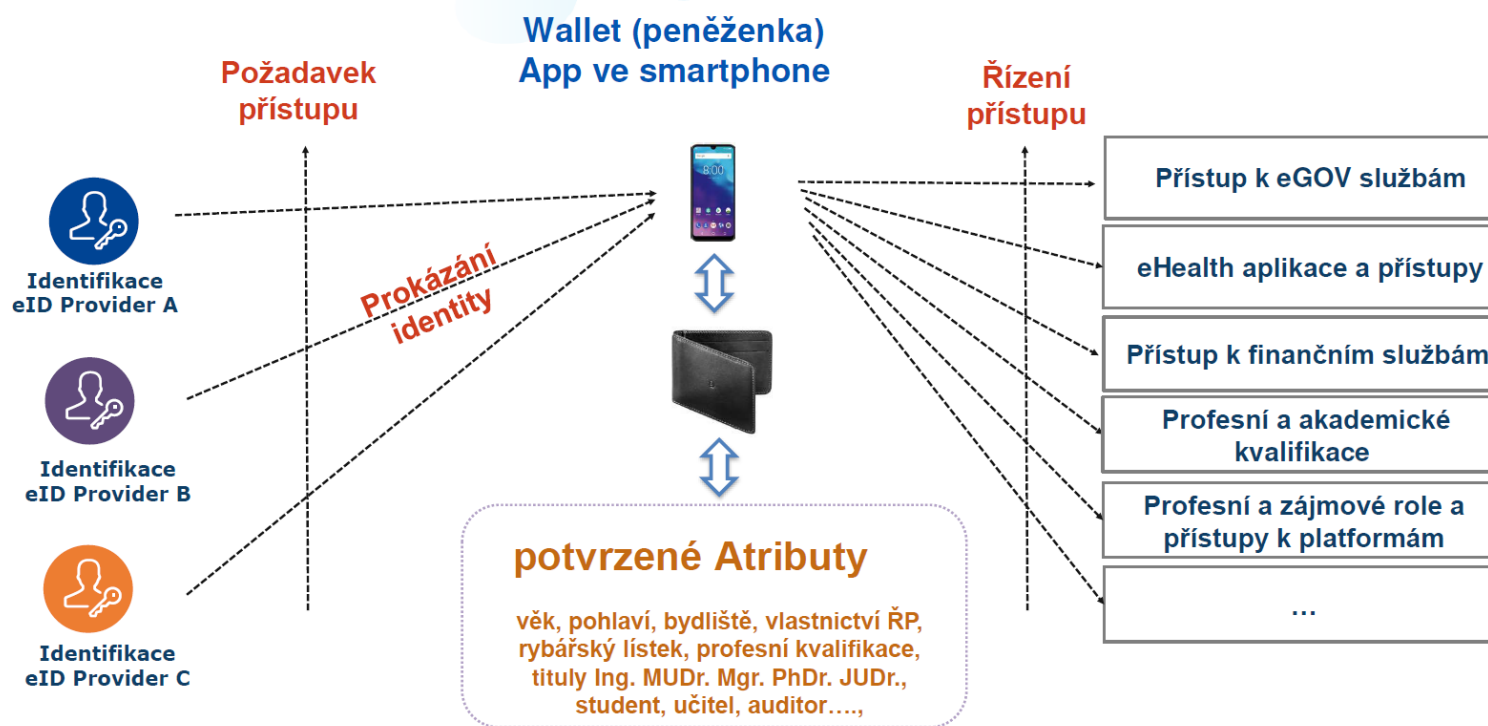 Wallet (peněženka)
App ve smartphone
Požadavek
přístupu
Řízení
přístupu
8:00
Identifikace
eID Provider A
Prokázání
identity
Identifikace
eID Provider B
Identifikace
eID Provider C
Přístup k eGOV službám
eHealth aplikace a přístupy
Přístup k finančním službám
Profesní a akademické
kvalifikace
Profesní a zájmové role a
přístupy k platformám
...
potvrzené Atributy
věk, pohlaví, bydliště, vlastnictví ŘP,
rybářský lístek, profesní kvalifikace,
tituly Ing. MUDr. Mgr. PhDr. JUDr.,
student, učitel, auditor….,